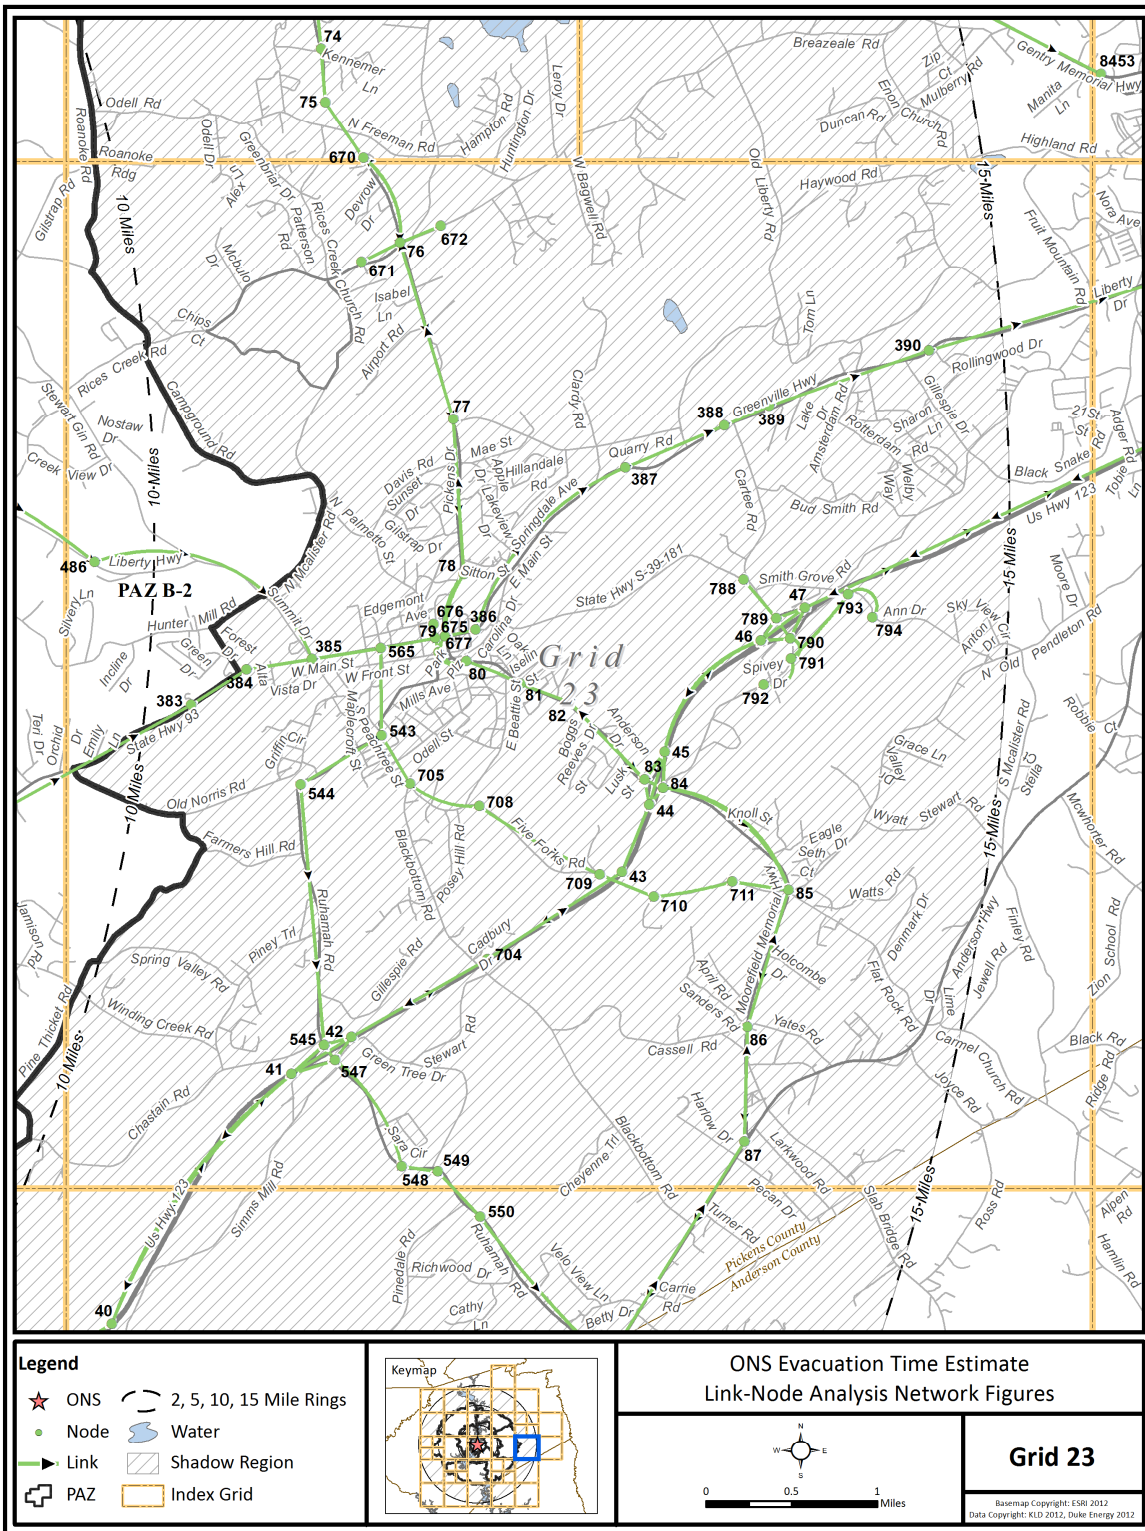 74
Kennemer
Ln
Breazeale Rd
Zip
Ct
Mulberry Rd
Gentry Memorial Hwy
8453
Manita
Ln
75
Odell Rd
Roanoke Rd
Leroy Dr
Hampton Rd
Huntington Dr
Enon Church
Rd
Duncan Rd
N Freeman Rd
Odell Dr
Greenbriar Dr
Highland Rd
670
Roanoke
Rdg
Alex
Ln
W Bagwell Rd
Old Liberty Rd
Haywood Rd
15 Miles
Gilstrap Rd
10 Miles
Devrow
Dr
Patterson
Rd
Rices Creek Church Rd
Nora Ave
Fruit Mountain Rd
672
76
671
Mcbulo
Dr
Isabel
Ln
Liberty
Dr
Tom Ln
Chips
Ct
Airport Rd
390
Rollingwood Dr
Rices Creek Rd
Campground Rd
Stewart Gin Rd
Clardy Rd
Greenville Hwy
Gillespie Dr
388
389
Lake
Dr
Amsterdam Rd
Sharon
Ln
Rotterdam
Rd
21St
St
Adger Rd
77
Nostaw
Dr
Mae St
Quarry Rd
Creek View Dr
10 Miles
Davis Rd
Sunset
Dr
Pickens Dr
Apple
Dr
Hillandale
Rd
387
Cartee Rd
Welby
Way
Black Snake Rd
Tobie
Ln
N Palmetto St
Gilstrap Dr
Lakeview
Dr
Springdale Ave
Bud Smith Rd
Us Hwy 123
N Mcalister Rd
E Main St
486
Liberty Hwy
78
Sitton St
State Hwy S-39-181
788
Smith Grove Rd
15 Miles
Moore Dr
PAZ B-2
Silvery Ln
Hunter Mill Rd
Summit Dr
Edgemont
Ave
676
675
386
79
677
Carolina Dr
47
793
Ann Dr
794
789
46
790
791
Sky View Cir
Anton
Dr
Pendleton Rd
N Old
Incline
Dr
Green
Dr
Forest
Dr
385
565
W Main St
W Front St
Park
Plz
80
Oak
Ln
Iselin
St
Grid
23
Spivey
Dr
792
384
Alta
Vista Dr
Mills Ave
81
82
383
State Hwy 93
Teri Dr
Orchid
Dr
Emily
Ln
Maplecroft St
S Peachtree St
E Beattie St
Boggs
St
Reeves Dr
Anderson
Dr
S Mcalister Rd
Robbie Ct
543
Odell St
Griffin Cir
45
Grace Ln
Valley
Dr
Stella
Ct
705
83
84
Lusk
St
544
Old Norris Rd
10 Miles
708
44
Knoll St
Wyatt
Stewart
Rd
Mcwhorter Rd
Eagle
Dr
Seth
Ct
15 Miles
Farmers Hill Rd
Blackbottom Rd
Posey Hill Rd
Five Forks Rd
709
43
710
711
85
Watts Rd
Denmark Dr
Jamison Rd
Ruhamah Rd
Piney Trl
Cadbury
Dr
704
Moorefield Memorial Hwy
Anderson Hwy
Finley Rd
School Rd
Zion
Spring Valley Rd
Gillespie Rd
April Rd
Holcombe
Dr
Jewell Rd
Flat Rock Rd
Lime
Dr
Pine Thicket Rd
Winding Creek Rd
Sanders Rd
Yates Rd
86
545
42
Stewart
Rd
Cassell Rd
Carmel Church Rd
Black Rd
Ridge Rd
10 Miles
41
547
Green Tree Dr
Joyce Rd
Chastain Rd
Harlow Dr
Blackbottom Rd
Larkwood Rd
87
Sara
Cir
548
549
Cheyenne Trl
Us Hwy 123
Simms Mill Rd
Pecan Dr
Slab Bridge Rd
15 Miles
Ross Rd
Alpen
Rd
550
Turner Rd
Pinedale Rd
Ruhamah Rd
Pickens County
Anderson County
Hamlin Rd
Richwood Dr
Velo View Ln
Carrie
Rd
40
Cathy
Ln
Betty Dr
Legend
ONS
2, 5, 10, 15 Mile Rings
Node
Water
Link
Shadow Region
PAZ
Index Grid
Keymap
ONS Evacuation Time Estimate
Link-Node Analysis Network Figures
N
W E
S
0 0.5 1
Miles
Grid 23
Basemap Copyright: ESRI 2012
Data Copyright: KLD 2012, Duke Energy 2012